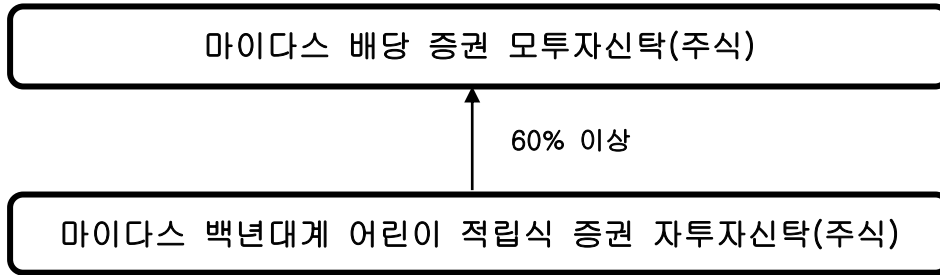 마이다스 배당 증권 모투자신탁(주식)
60% 이상
마이다스 백년대계 어린이 적립식 증권 자투자신탁(주식)